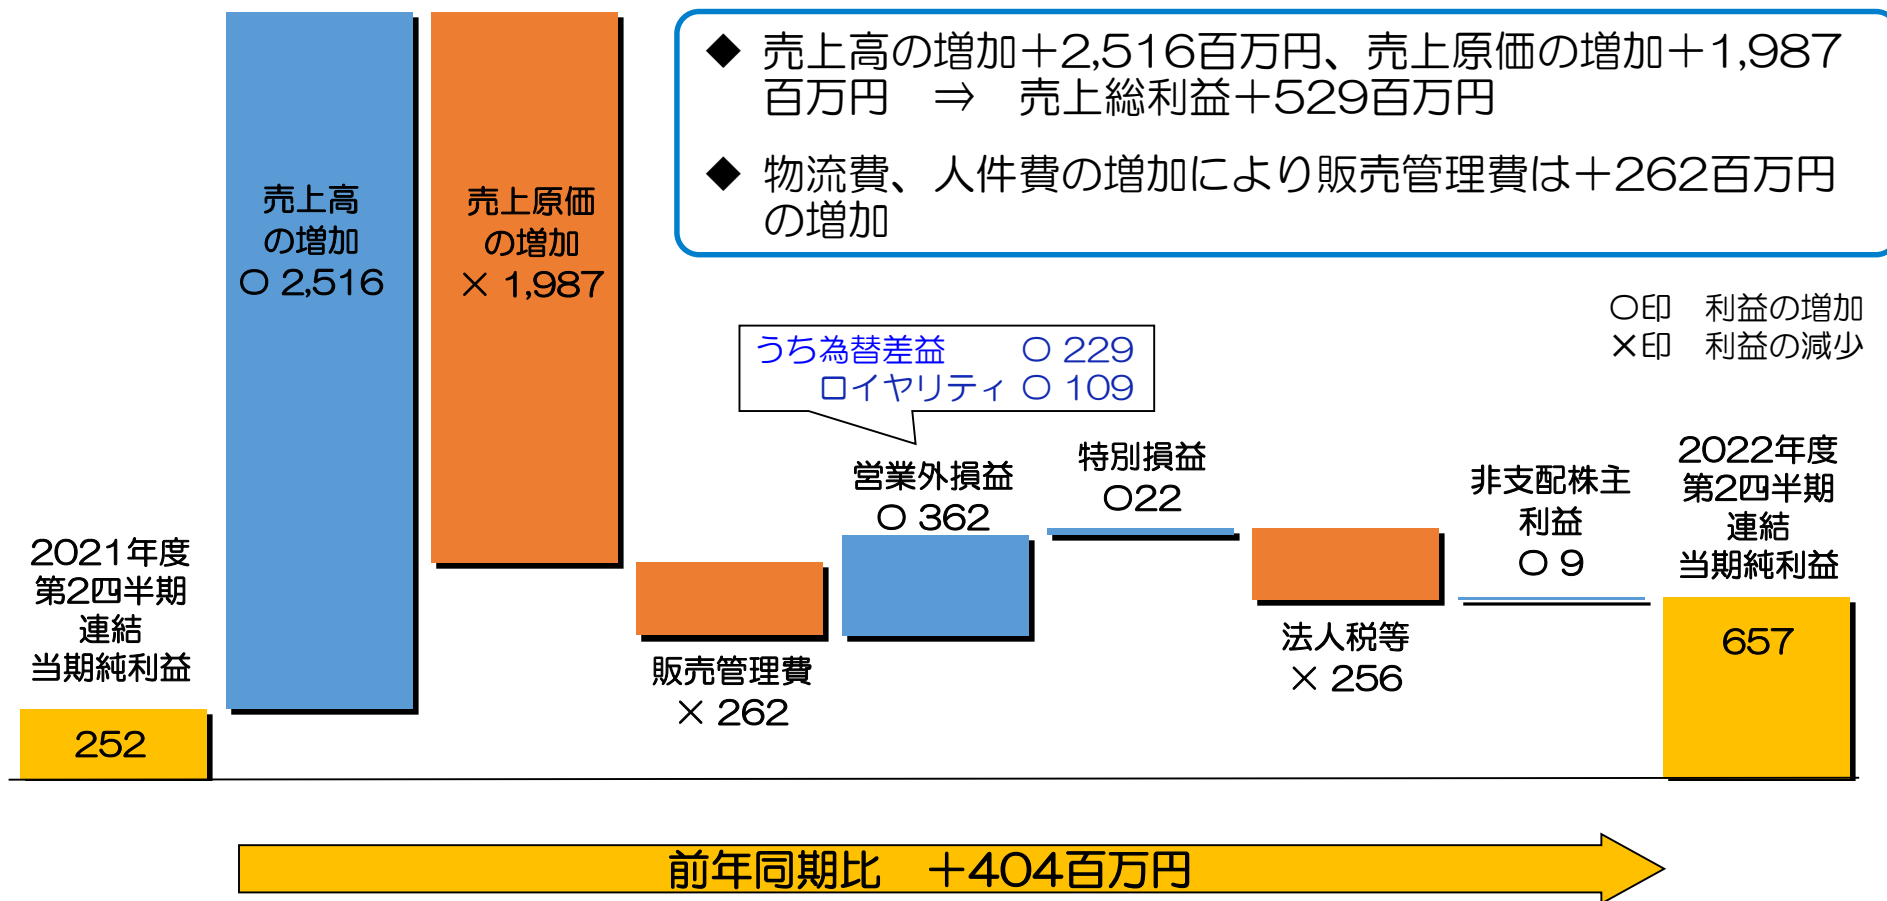 ◆ 売上高の増加＋2,516百万円、売上原価の増加＋1,987
百万円　⇒　売上総利益＋529百万円
◆ 物流費、人件費の増加により販売管理費は＋262百万円
の増加
売上高
の増加
○ 2,516
売上原価
の増加
× 1,987
○印　利益の増加
×印　利益の減少
うち為替差益　　○ 229
ロイヤリティ ○ 109
2021年度
第2四半期
連結
当期純利益
252
販売管理費
× 262
営業外損益
○ 362
特別損益
○22
法人税等
× 256
非支配株主
利益
○ 9
2022年度
第2四半期
連結
当期純利益
657
前年同期比　＋404百万円